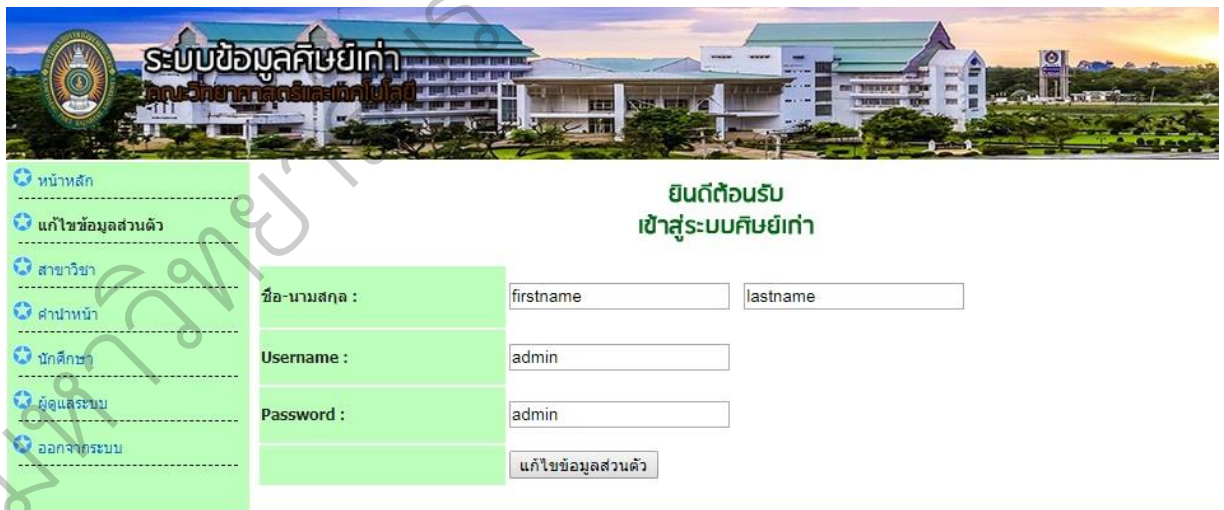 ระบบข้อมูลศิษย์เก่า
คณะวิทยาศาสตร์และเทคโนโลยี
หน้าหลัก
แก้ไขข้อมูลส่วนตัว
สาขาวิชา
คำนำหน้า
นักศึกษา
ผู้ดูแลระบบ
ออกจากระบบ
ยินดีต้อนรับ
เข้าสู่ระบบศิษย์เก่า
ชื่อ-นามสกุล : firstname lastname
Username : admin
Password : admin
แก้ไขข้อมูลส่วนตัว